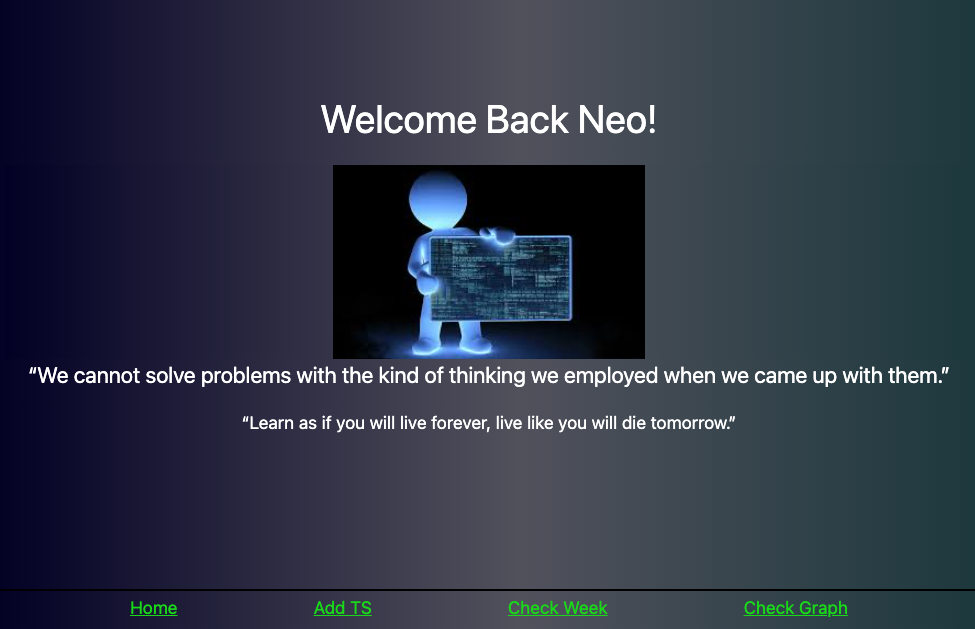 Welcome Back Neo!
“We cannot solve problems with the kind of thinking we employed when we came up with them.”
“Learn as if you will live forever, live like you will die tomorrow.”
Home Add TS Check Week Check Graph